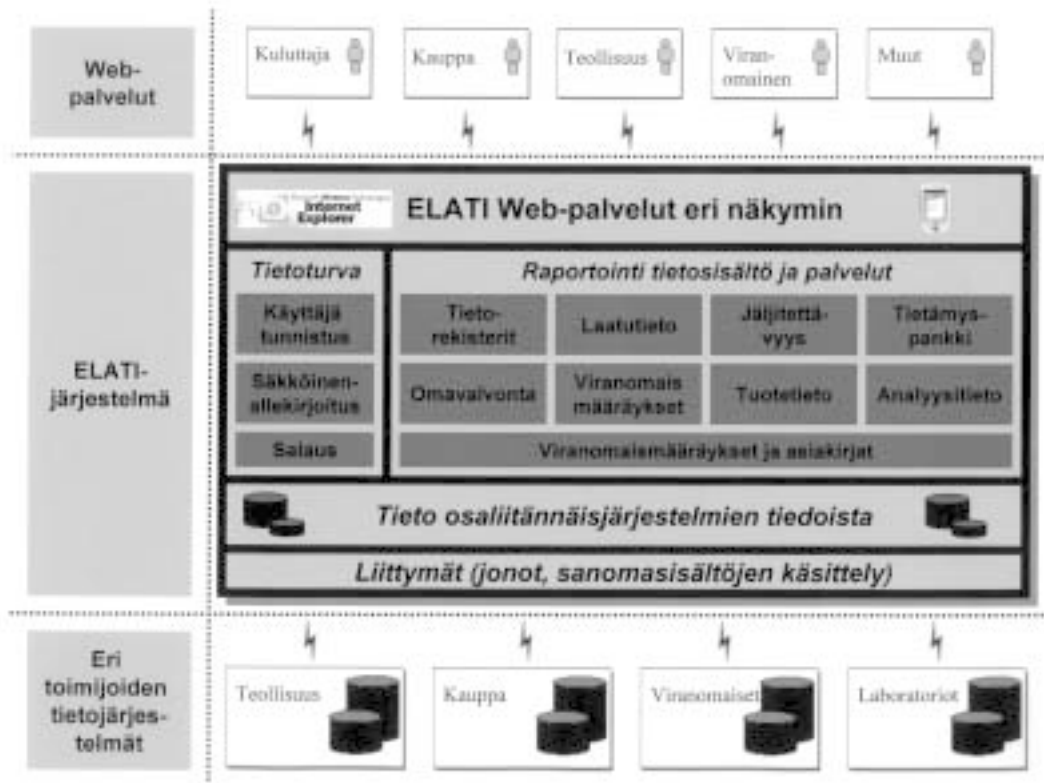 Web-
palvelut
Kuluttaja
Kauppa
Teollisuus
Viran-
omainen
Muut
ELATI-
järjestelmä
Internet
Explorer
ELATI Web-palvelut eri näkymin
Tietoturva
Käyttäjä
tunnistus
Säkköinen-
allekirjoitus
Salaus
Raportointi tietosisältö ja palvelut
Tieto-
rekisterit
Laatutieto
Jäljitettä-
vyys
Tietämys-
pankki
Omavalvonta
Viranomais
määräykset
Tuotetieto
Analyysitieto
Viranomaismääräykset ja asiakirjat
Tieto osaliitännäisjärjestelmien tiedoista
Liittymät (jonot, sanomasisältöjen käsittely)
Eri
toimijoiden
tietojärjes-
telmät
Teollisuus
Kauppa
Viranomaiset
Laboratoriot